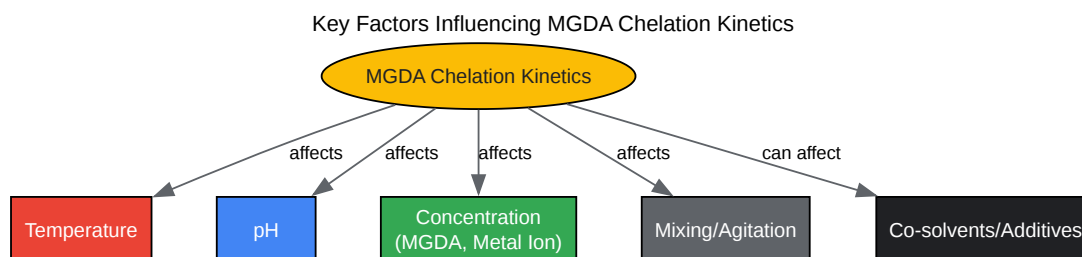 Key Factors Influencing MGDA Chelation Kinetics
MGDA Chelation Kinetics
affects
affects
affects
affects
can affect
Temperature
pH
Concentration
(MGDA, Metal Ion)
Mixing/Agitation
Co-solvents/Additives